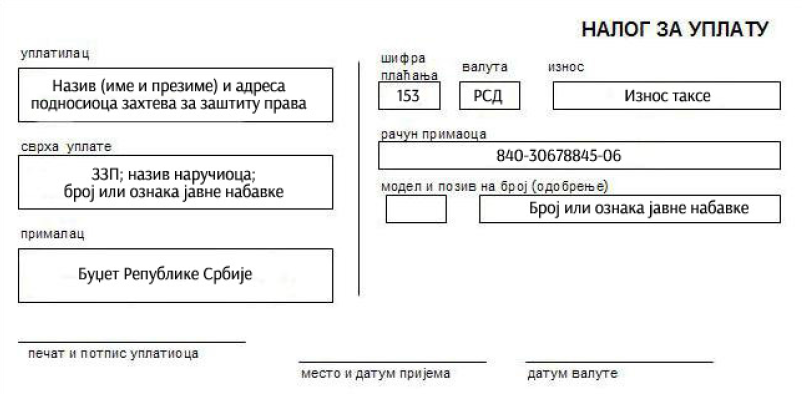 НАЛОГ ЗА УПЛАТУ
уплатилац
Назив (име и презиме) и адреса
подносиоца захтева за заштиту права
сврха уплате
ЗЗП; назив наручиоца;
број или ознака јавне набавке
прималац
Буџет Републике Србије
шифра
плаћања
153
валута
РСД
износ
Износ таксе
рачун примаоца
840-30678845-06
модел и позив на број (одобрење)
Број или ознака јавне набавке
печат и потпис уплатиоца
место и датум пријема
датум валуте